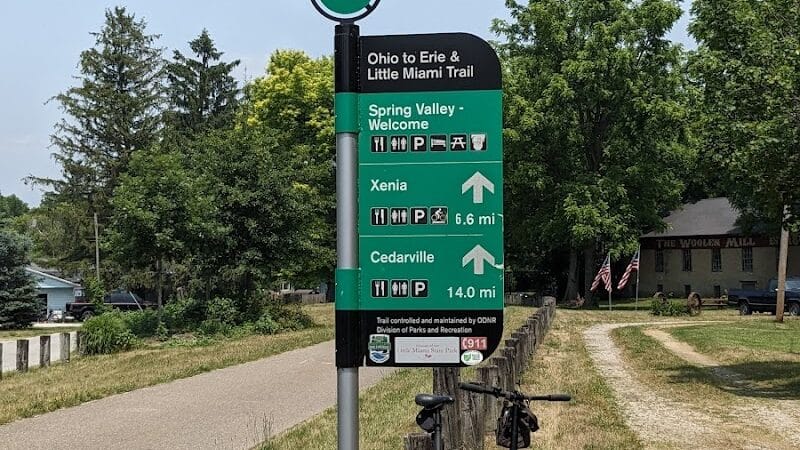 Ohio to Erie &
Little Miami Trail
Spring Valley -
Welcome
P
Xenia
P
6.6 mi
Cedarville
P
14.0 mi
Trail controlled and maintained by ODNR
Division of Parks and Recreation
Little Miami State Park
911
THE WOOLEN MILL